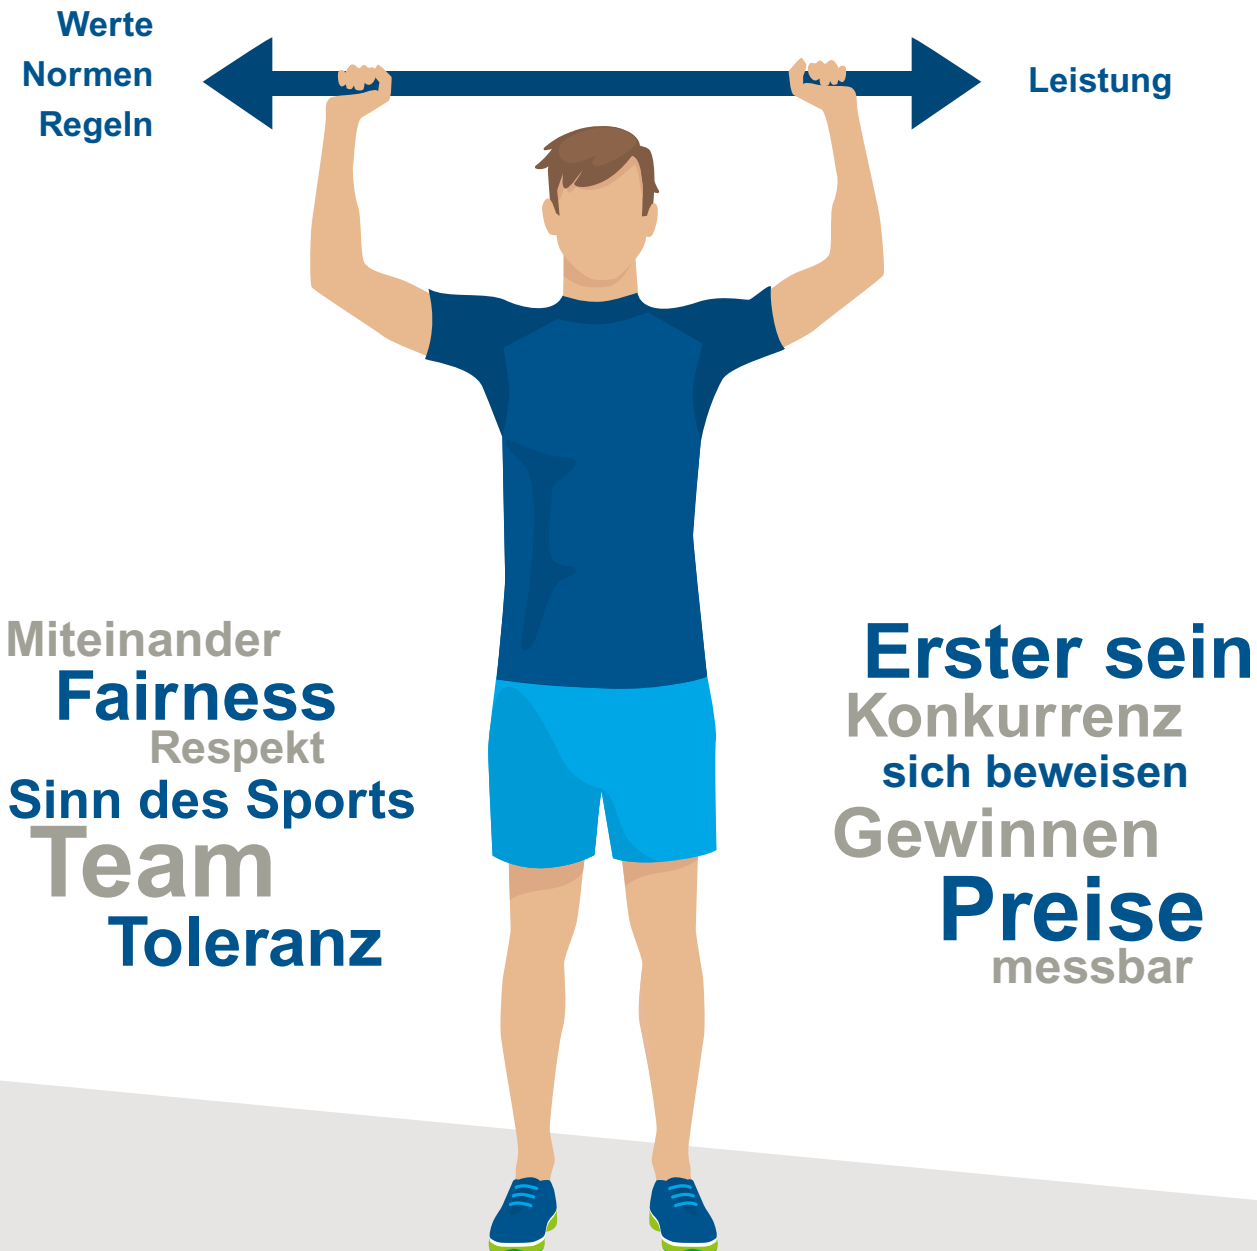 Werte
Normen
Regeln
Leistung
Miteinander
Fairness
Respekt
Sinn des Sports
Team
Toleranz
Erster sein
Konkurrenz
sich beweisen
Gewinnen
Preise
messbar